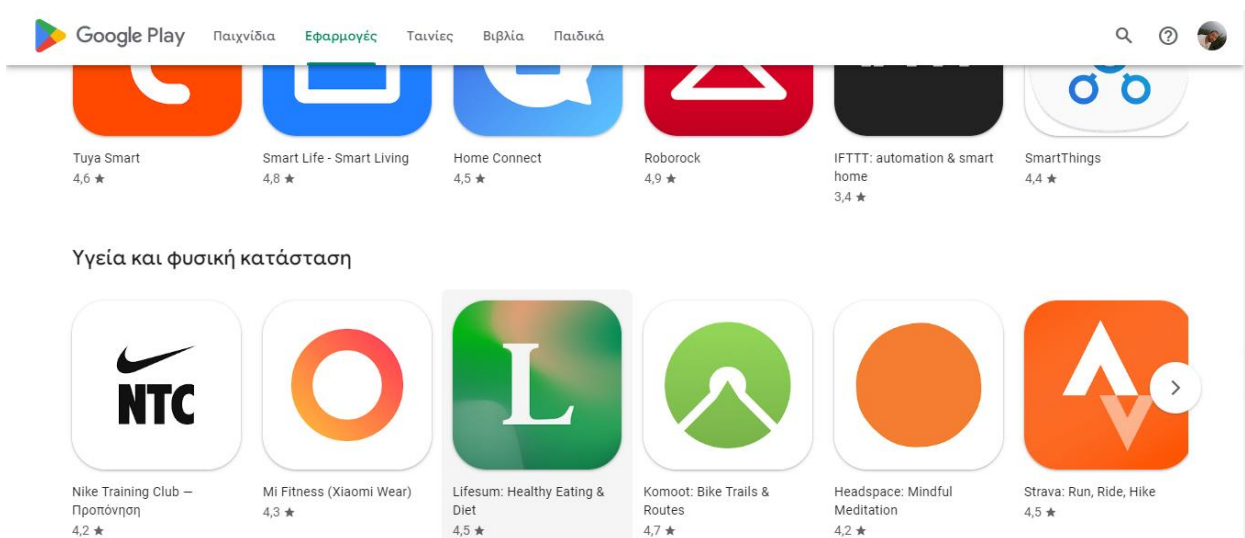 Google Play Παιχνίδια Εφαρμογές Ταινίες Βιβλία Παιδικά
Tuya Smart
4,6 ★
Smart Life - Smart Living
4,8 ★
Home Connect
4,5 ★
Roborock
4,9 ★
IFTTT: automation & smart
home
3,4 ★
SmartThings
4,4 ★
Υγεία και φυσική κατάσταση
NTC
L
Nike Training Club —
Προπόνηση
4,2 ★
Mi Fitness (Xiaomi Wear)
4,3 ★
Lifesum: Healthy Eating &
Diet
4,5 ★
Komoot: Bike Trails &
Routes
4,7 ★
Headspace: Mindful
Meditation
4,2 ★
Strava: Run, Ride, Hike
4,5 ★